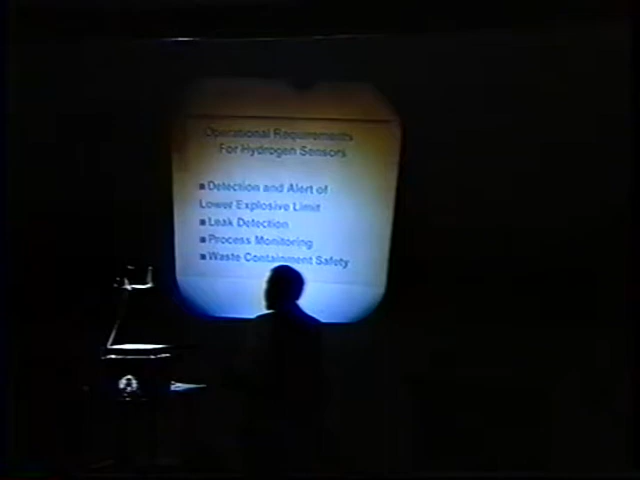 Operational Requirements
For Hydrogen Sensors
■ Detection and Alert of
Lower Explosive Limit
■ Leak Detection
■ Process Monitoring
■ Waste Containment Safety